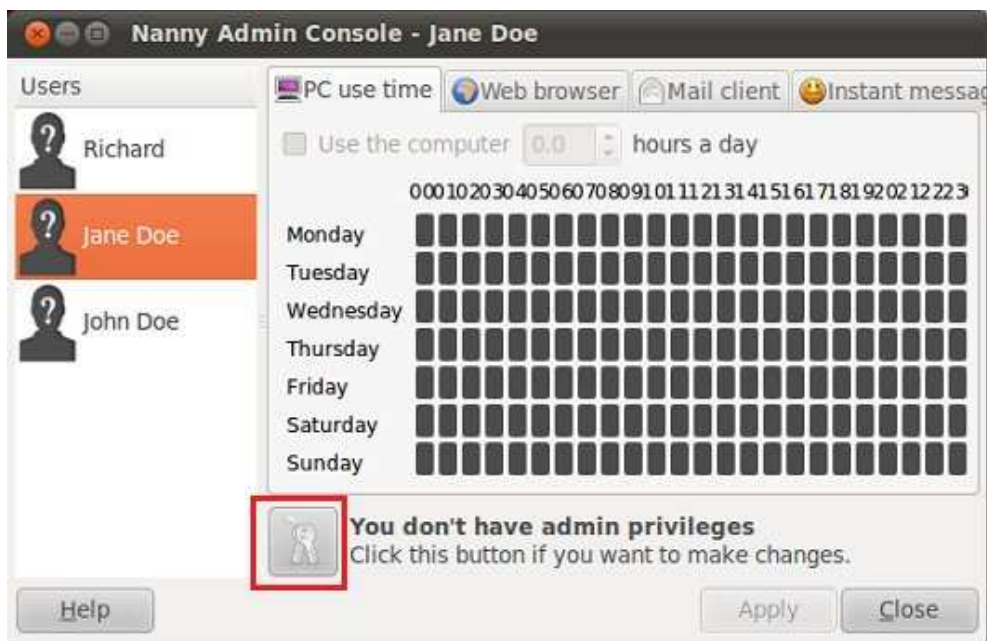 Nanny Admin Console - Jane Doe
Users
PC use time Web browser Mail client Instant messag
Richard
Use the computer 0.0 hours a day
000102030405060708091011121314151617181920212223
Jane Doe
Monday
Tuesday
Wednesday
John Doe
Thursday
Friday
Saturday
Sunday
You don't have admin privileges
Click this button if you want to make changes.
Help Apply Close